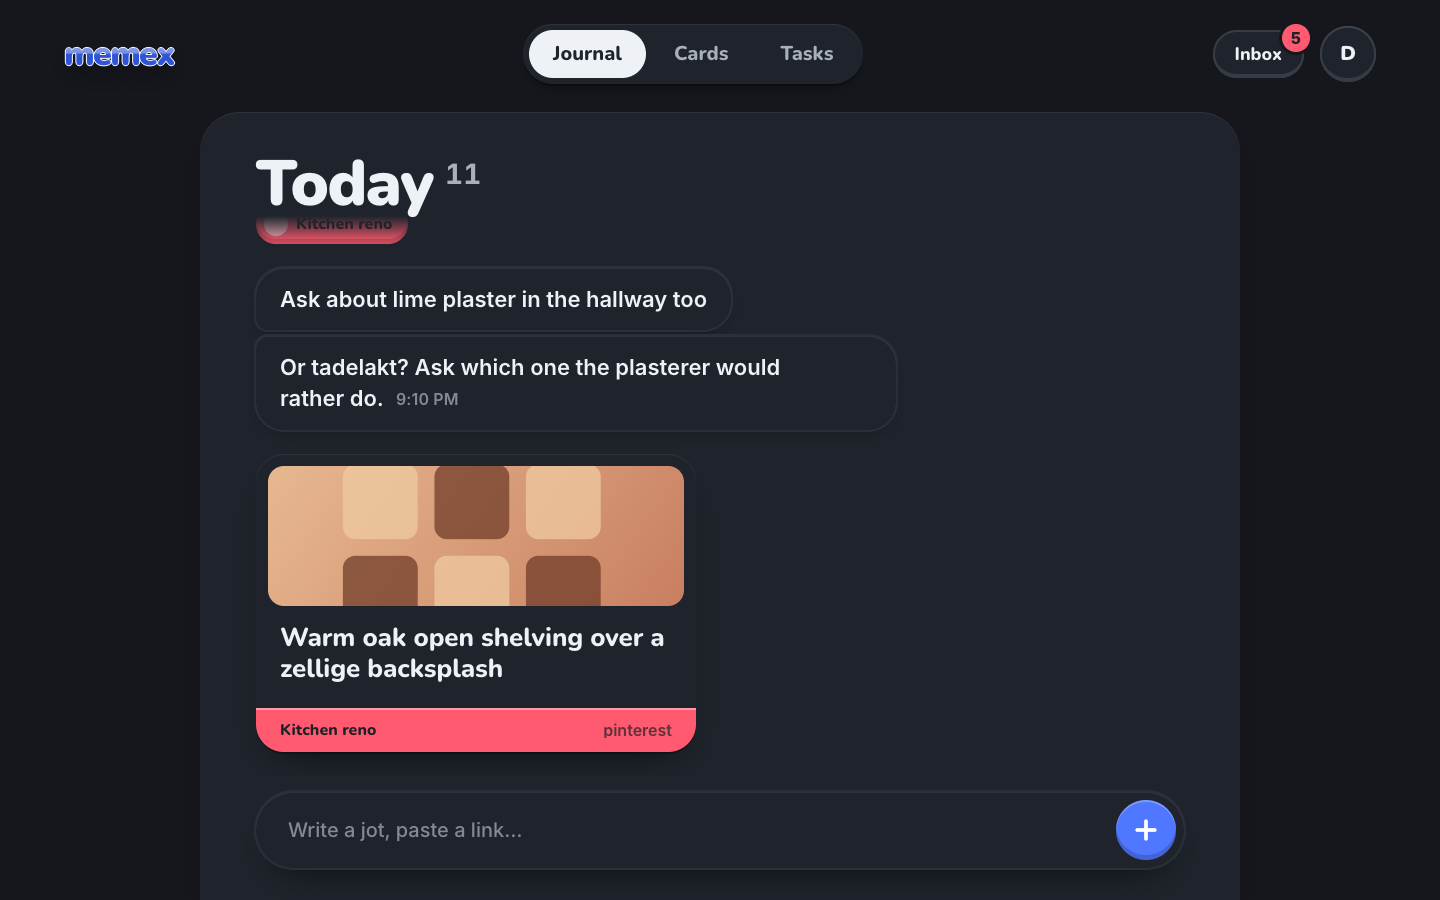 memex
Journal
Cards
Tasks
Inbox
5
D
Today 11
Kitchen reno
Ask about lime plaster in the hallway too
Or tadelakt? Ask which one the plasterer would
rather do. 9:10 PM
Warm oak open shelving over a
zellige backsplash
Kitchen reno
pinterest
Write a jot, paste a link...